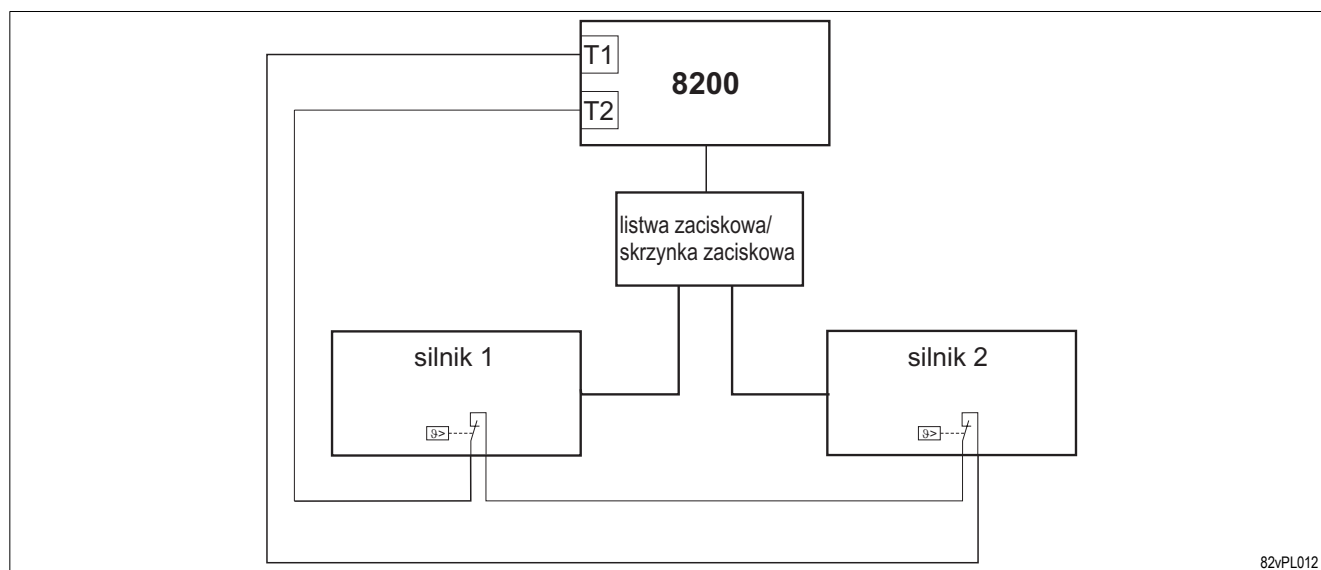 T1
8200
T2
listwa zaciskowa/
skrzynka zaciskowa
silnik 1
silnik 2
ϑ>
ϑ>
82vPL012